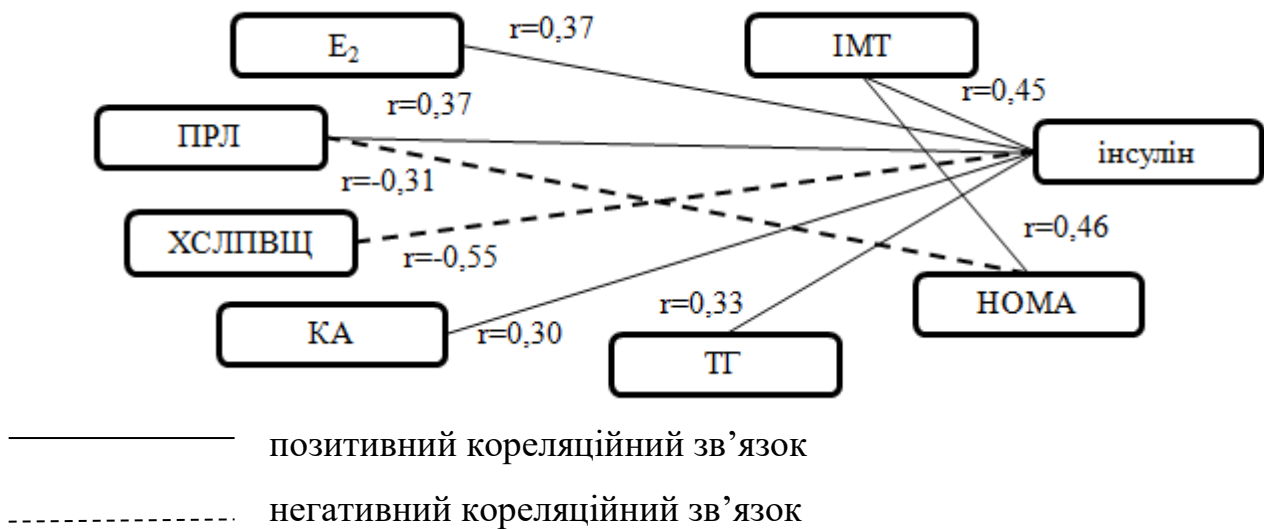 E₂
r=0,37
ІМТ
r=0,45
ПРЛ
r=0,37
інсулін
r=-0,31
ХСЛПВЩ
r=-0,55
r=0,46
НОМА
КА
r=0,30
r=0,33
ТГ
позитивний кореляційний зв’язок
негативний кореляційний зв’язок